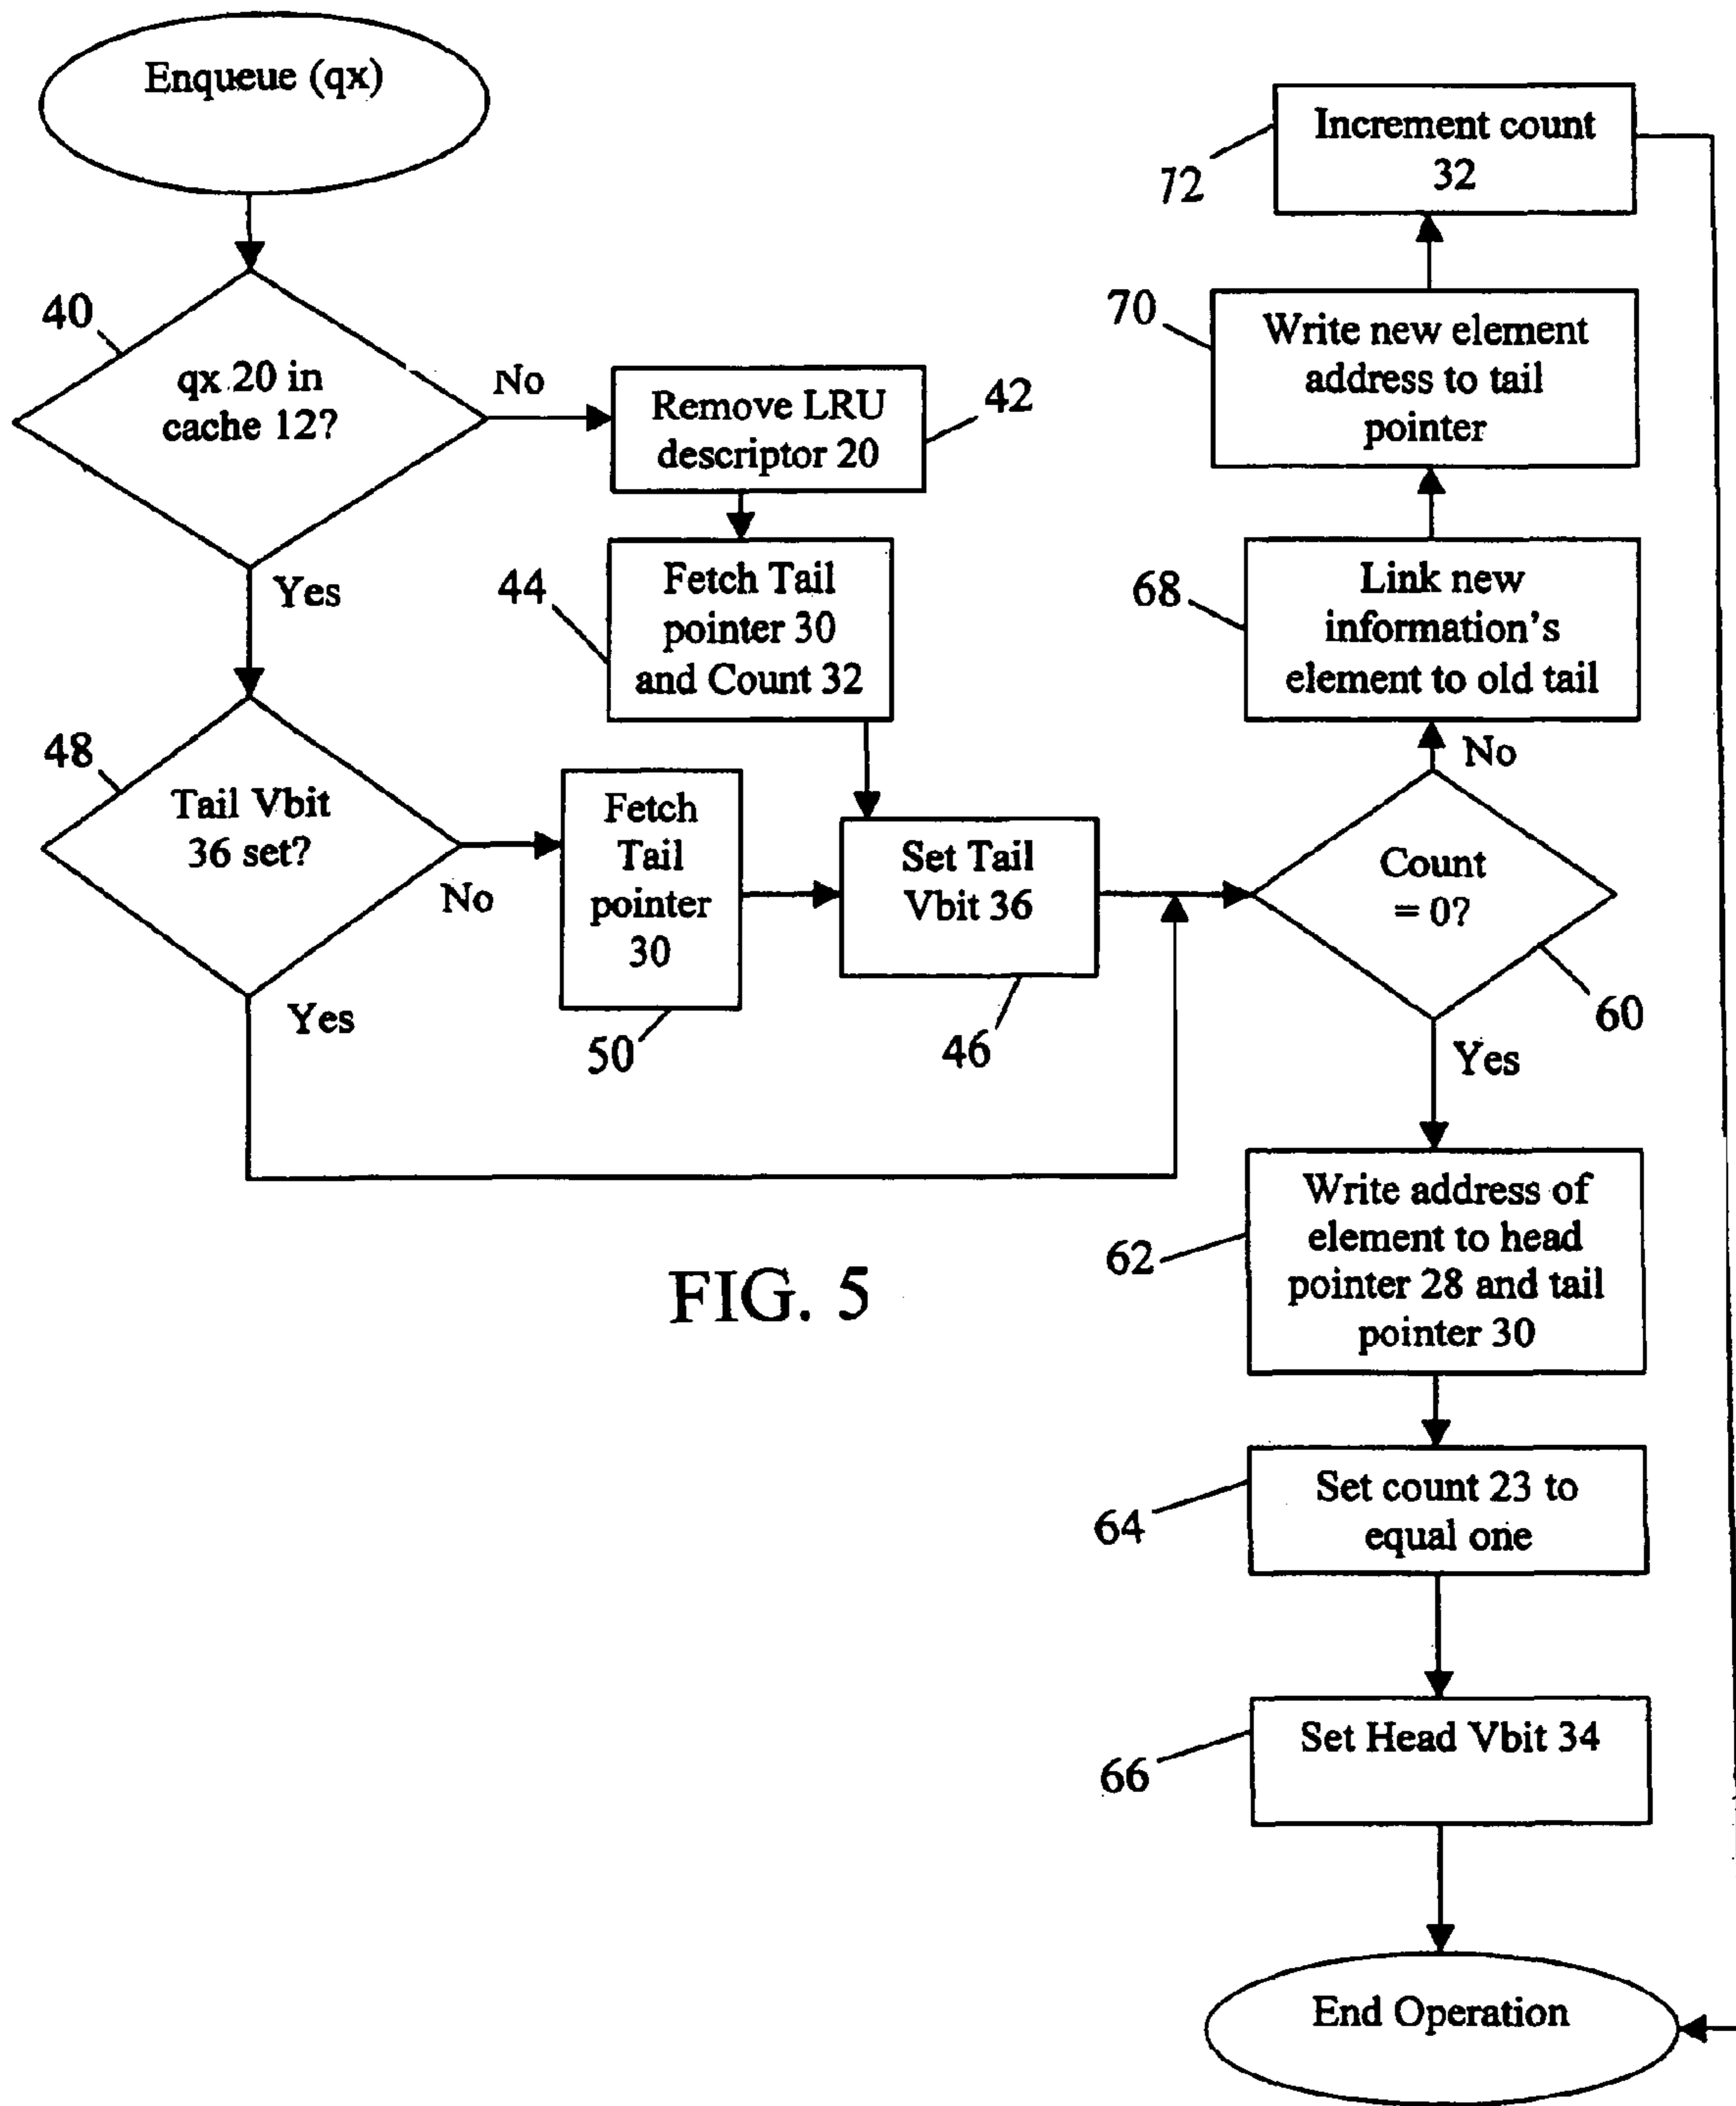 Enqueue (qx)
40
qx 20 in
cache 12?
No
Yes
Remove LRU
descriptor 20
42
44
Fetch Tail
pointer 30
and Count 32
48
Tail Vbit
36 set?
No
Yes
Fetch
Tail
pointer
30
50
Set Tail
Vbit 36
46
Count
= 0?
60
No
Yes
68
Link new
information's
element to old tail
70
Write new element
address to tail
pointer
72
Increment count
32
62
Write address of
element to head
pointer 28 and tail
pointer 30
64
Set count 23 to
equal one
66
Set Head Vbit 34
End Operation
FIG. 5